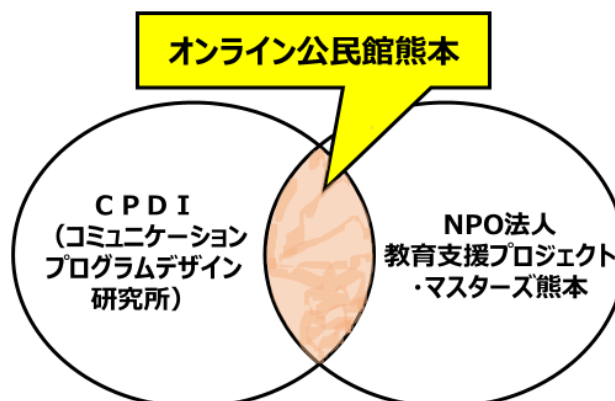 オンライン公民館熊本
ＣＰＤＩ
（コミュニケーション
プログラムデザイン
研究所）
NPO法人
教育支援プロジェクト
・マスターズ熊本